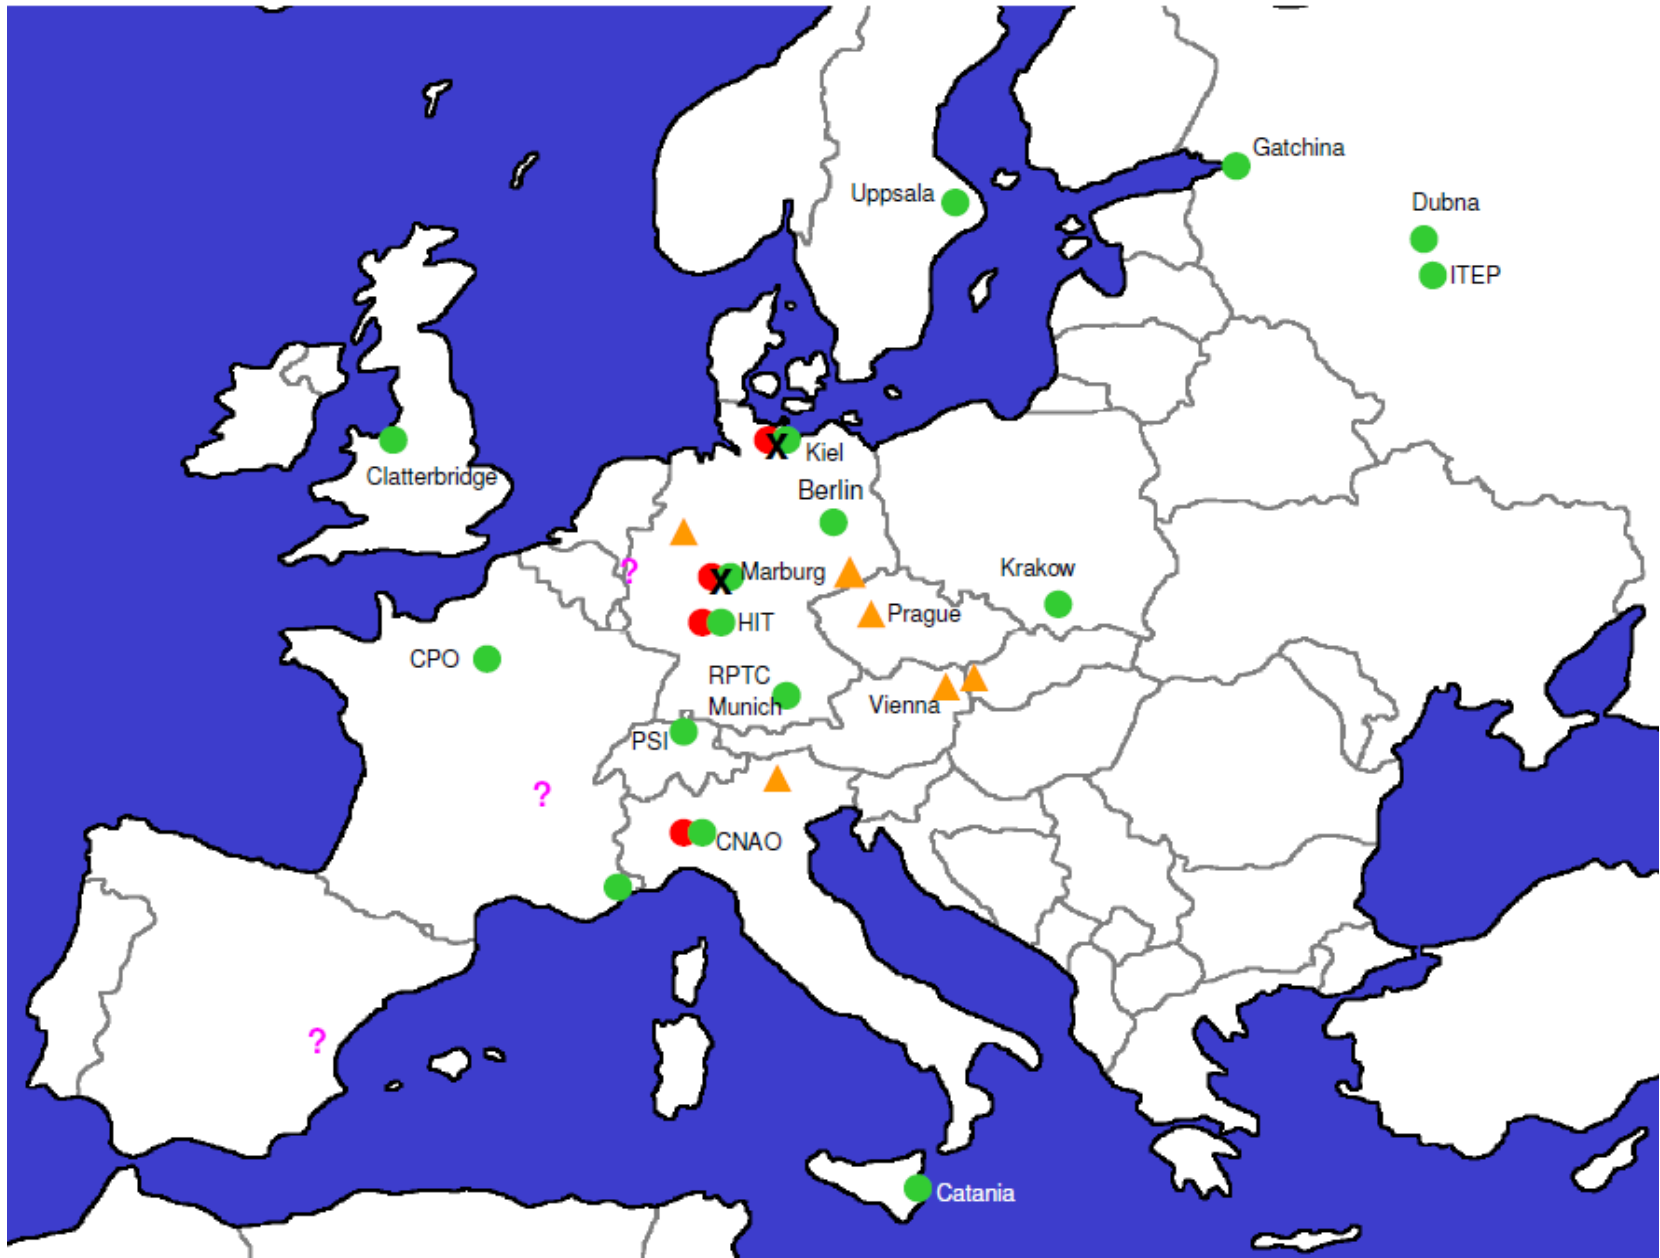 Gatchina
Uppsala
Dubna
ITEP
X
Kiel
Clatterbridge
Berlin
?
X
Marburg
Krakow
Prague
HIT
CPO
RPTC
Munich
Vienna
PSI
?
CNAO
?
Catania